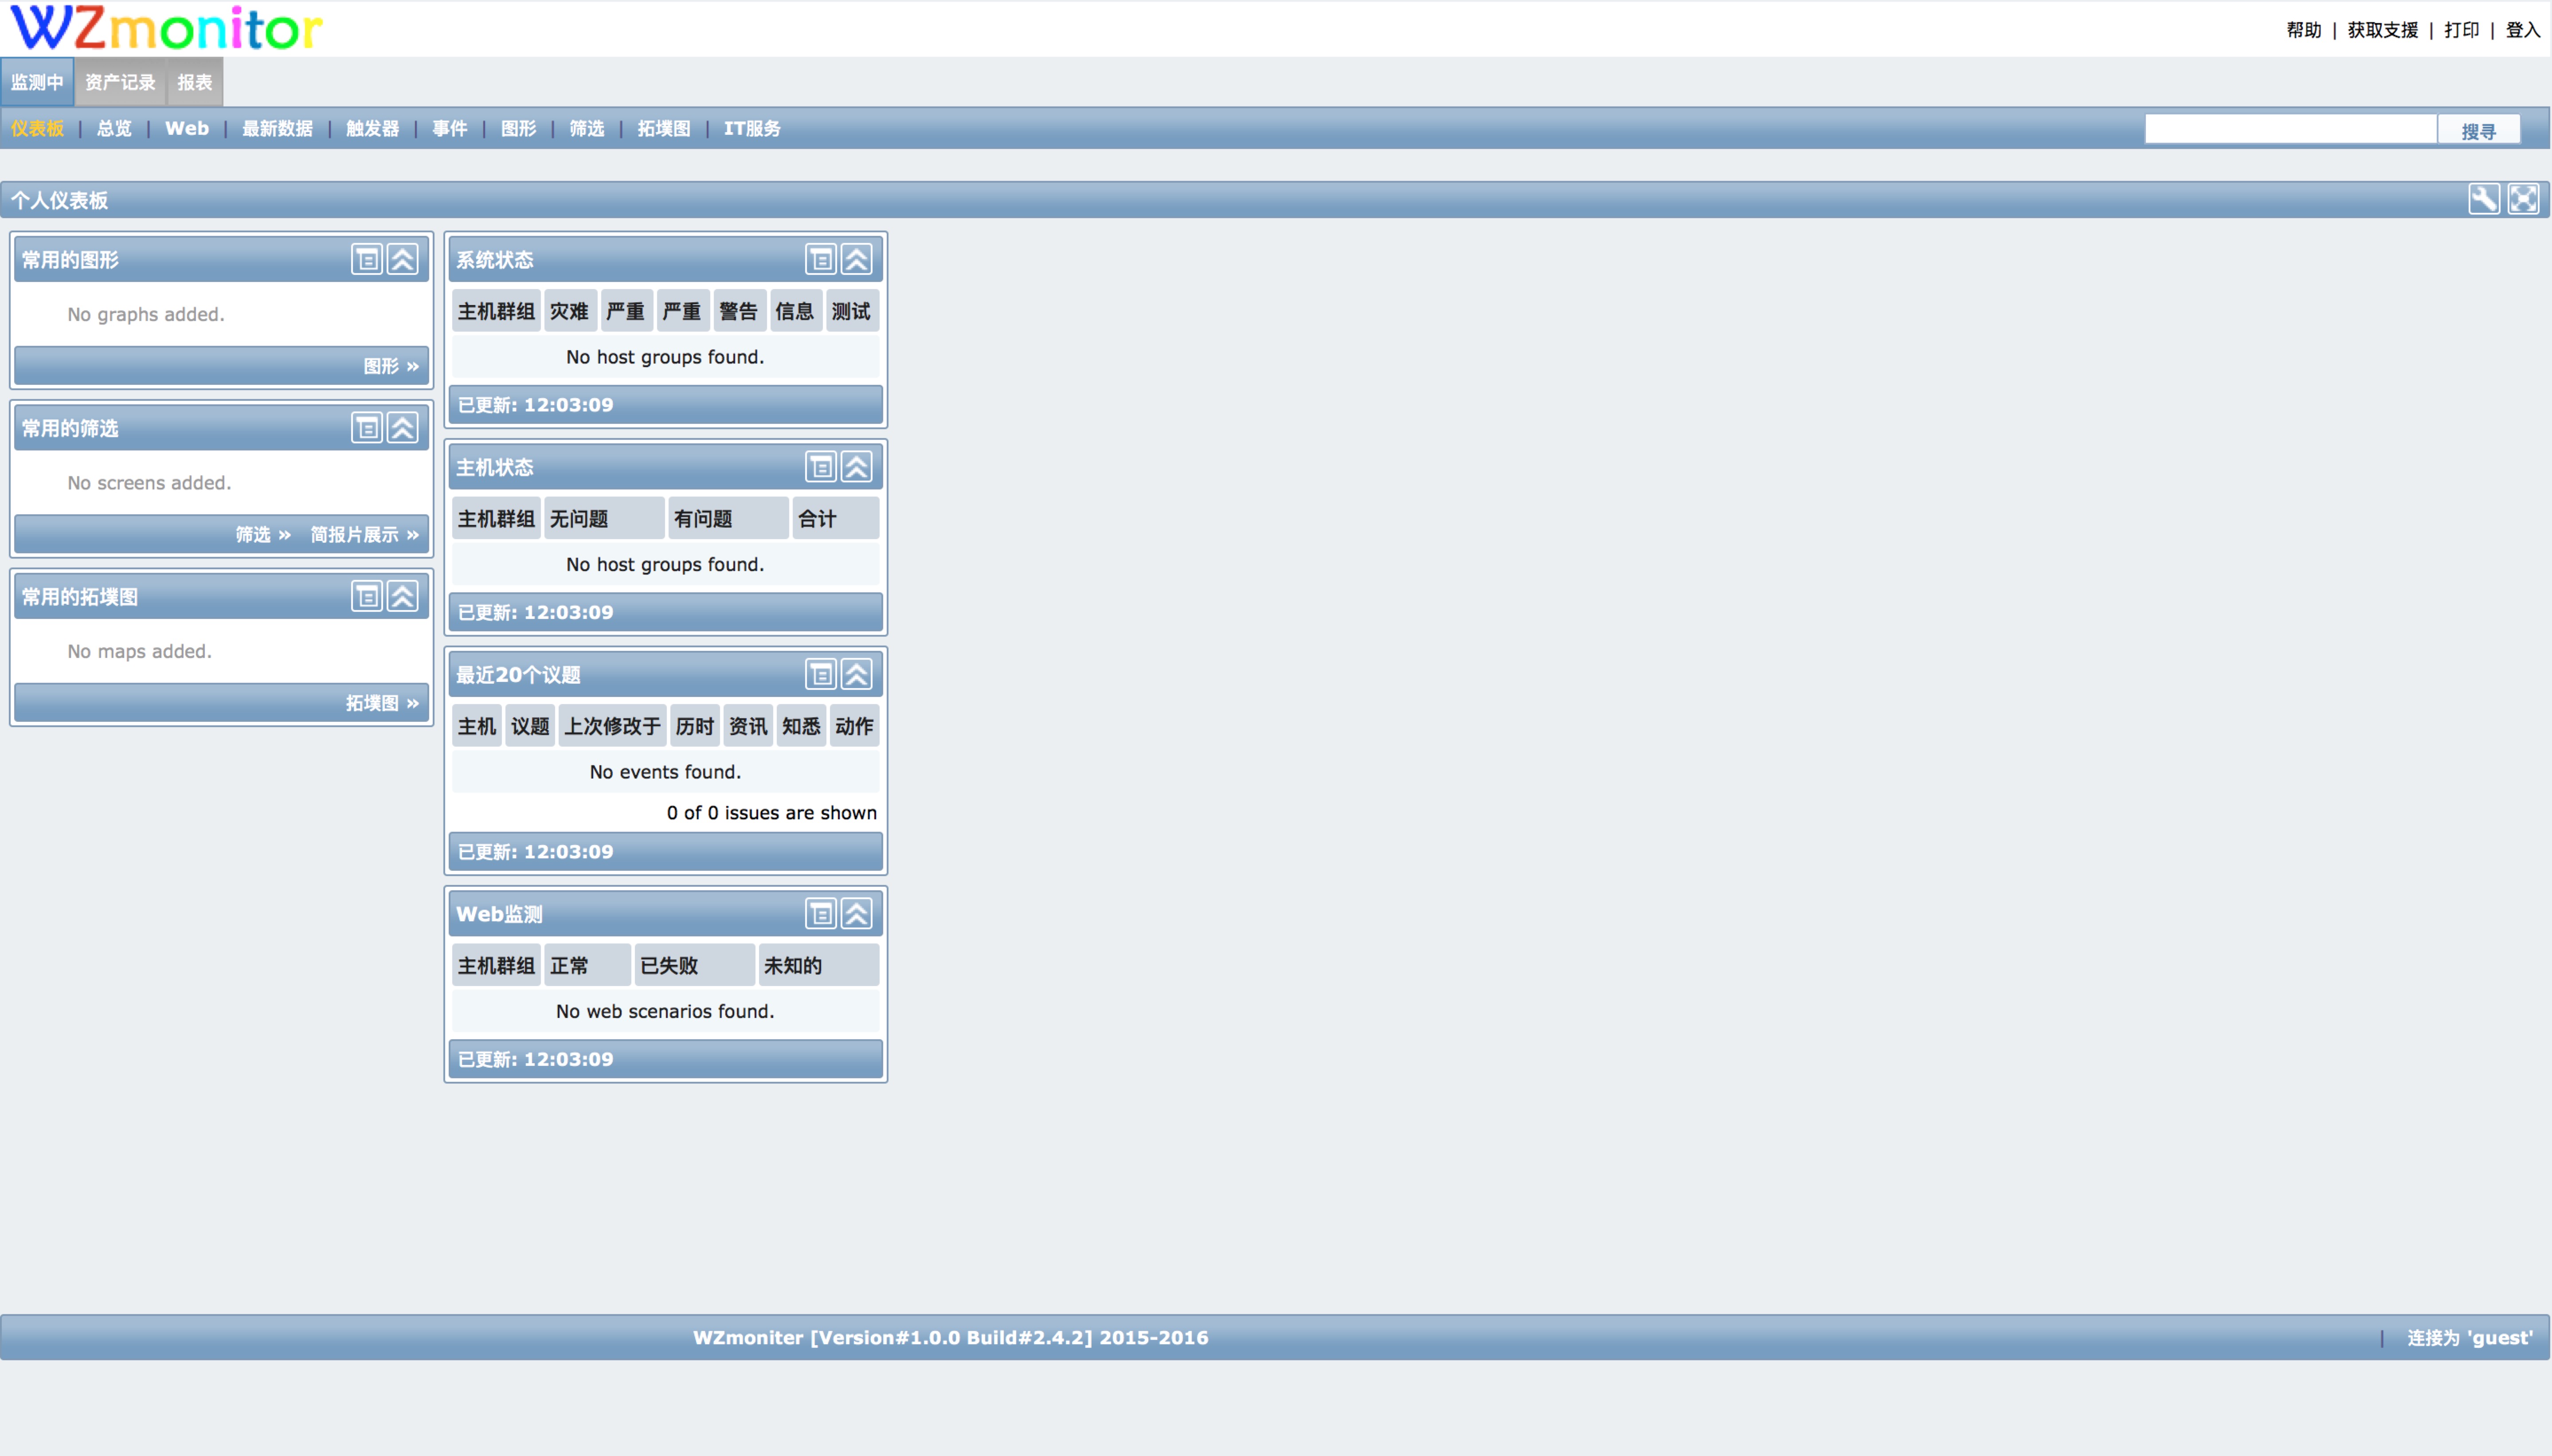 WZmonitor
帮助 | 获取支援 | 打印 | 登入
监测中 资产记录 报表
仪表板 | 总览 | Web | 最新数据 | 触发器 | 事件 | 图形 | 筛选 | 拓墣图 | IT服务
搜寻
个人仪表板
常用的图形
No graphs added.
图形 »
常用的筛选
No screens added.
筛选 » 简报片展示 »
常用的拓墣图
No maps added.
拓墣图 »
系统状态
主机群组 灾难 严重 严重 警告 信息 测试
No host groups found.
已更新: 12:03:09
主机状态
主机群组 无问题 有问题 合计
No host groups found.
已更新: 12:03:09
最近20个议题
主机 议题 上次修改于 历时 资讯 知悉 动作
No events found.
0 of 0 issues are shown
已更新: 12:03:09
Web监测
主机群组 正常 已失败 未知的
No web scenarios found.
已更新: 12:03:09
WZmoniter [Version#1.0.0 Build#2.4.2] 2015-2016
| 连接为 'guest'